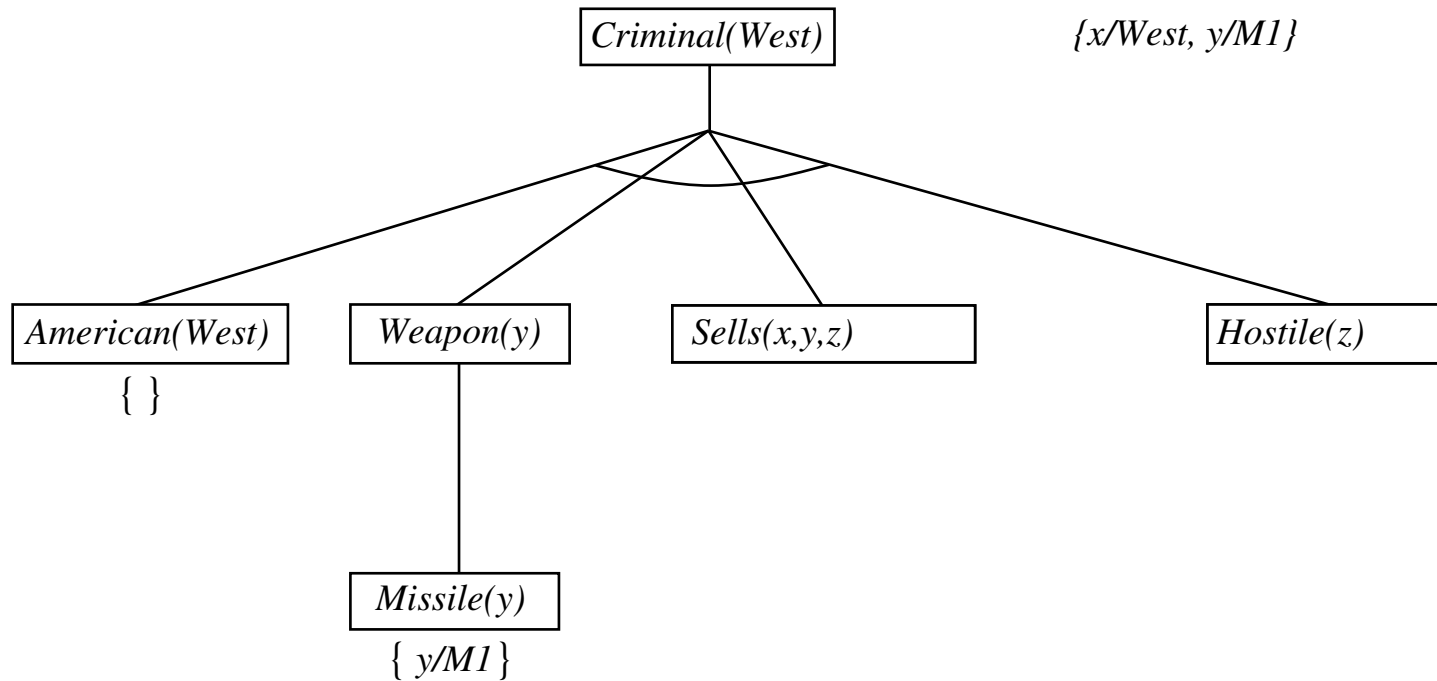 Criminal(West)
{x/West, y/M1}
American(West)
Weapon(y)
Sells(x,y,z)
Hostile(z)
{ }
Missile(y)
{ y/M1 }